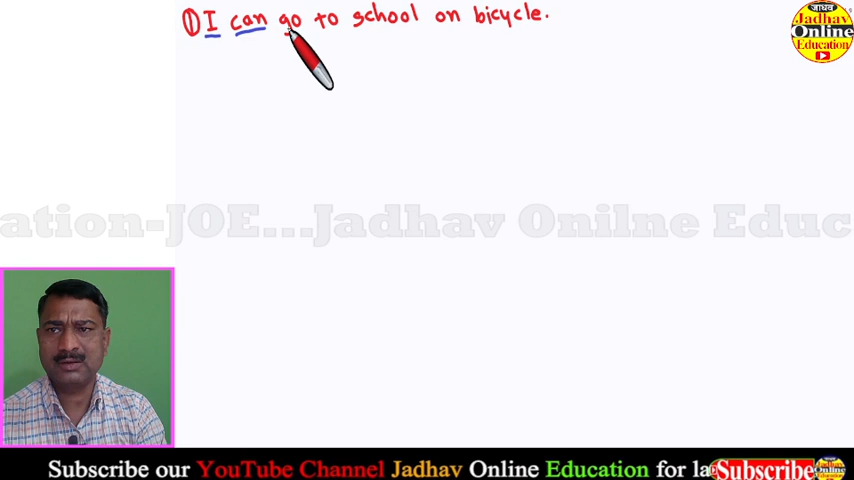 ① I can go to school on bicycle.
जाधव
Jadhav
Online
Education
ation-JOE...Jadhav Onilne Educ
Subscribe our YouTube Channel Jadhav Online Education for la
Subscribe